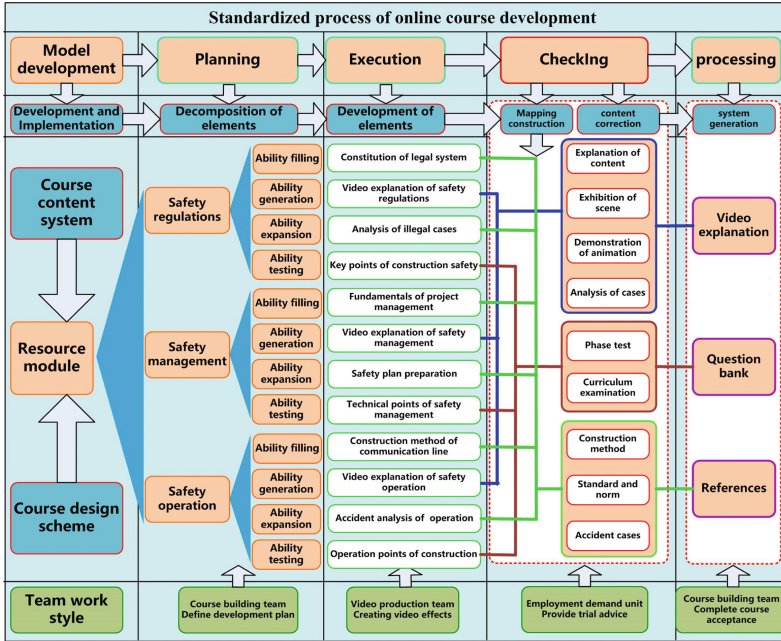 Standardized process of online course development
Model
development
Planning
Execution
CheckIng
processing
Development and
Implementation
Decomposition of
elements
Development of
elements
Mapping
construction
content
correction
system
generation
Course
content
system
Resource
module
Course design
scheme
Safety
regulations
Safety
management
Safety
operation
Ability filling
Ability
generation
Ability
expansion
Ability
testing
Ability filling
Ability
generation
Ability
expansion
Ability
testing
Ability filling
Ability
generation
Ability
expansion
Ability
testing
Constitution of legal system
Video explanation of safety
regulations
Analysis of illegal cases
Key points of construction safety
Fundamentals of project
management
Video explanation of safety
management
Safety plan preparation
Technical points of safety
management
Construction method of
communication line
Video explanation of safety
operation
Accident analysis of operation
Operation points of construction
Explanation of
content
Exhibition of
scene
Demonstration
of animation
Analysis of cases
Phase test
Curriculum
examination
Construction
method
Standard and
norm
Accident cases
Video
explanation
Question
bank
References
Team work
style
Course building team
Define development plan
Video production team
Creating video effects
Employment demand unit
Provide trial advice
Course building team
Complete course
acceptance